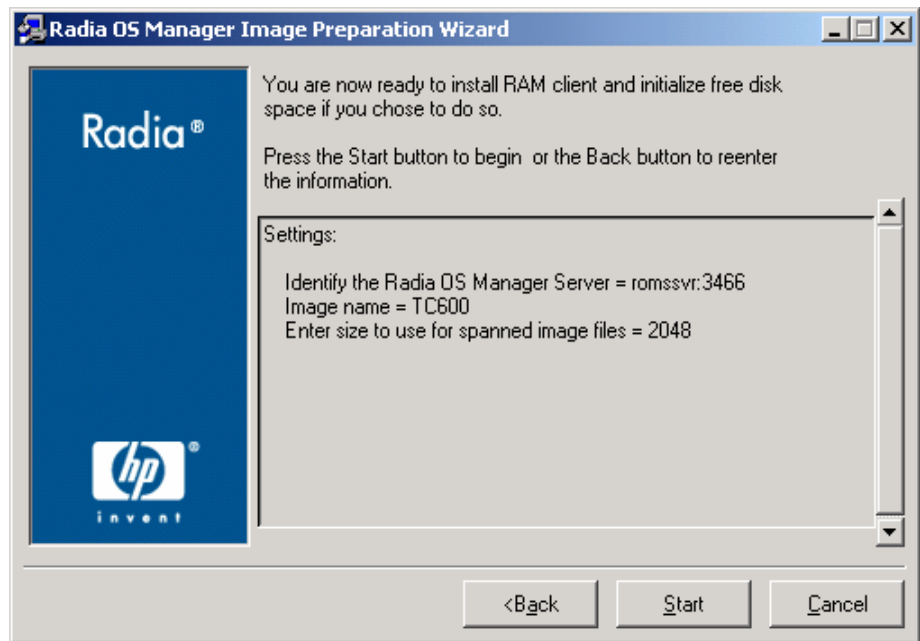 Radia OS Manager Image Preparation Wizard
Radia®
You are now ready to install RAM client and initialize free disk
space if you chose to do so.
Press the Start button to begin or the Back button to reenter
the information.
Settings:
Identify the Radia OS Manager Server = romssvr:3466
Image name = TC600
Enter size to use for spanned image files = 2048
hp®
invent
<Back
Start
Cancel